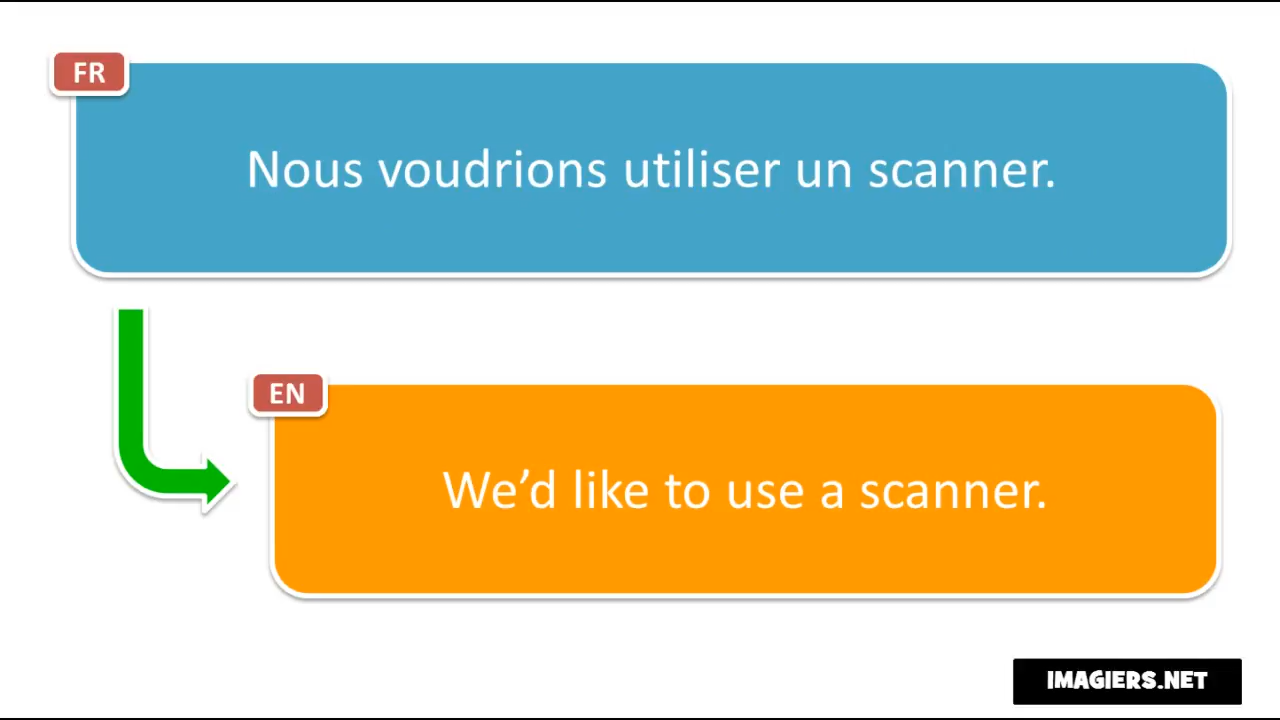 FR
Nous voudrions utiliser un scanner.
EN
We’d like to use a scanner.
IMAGIERS.NET